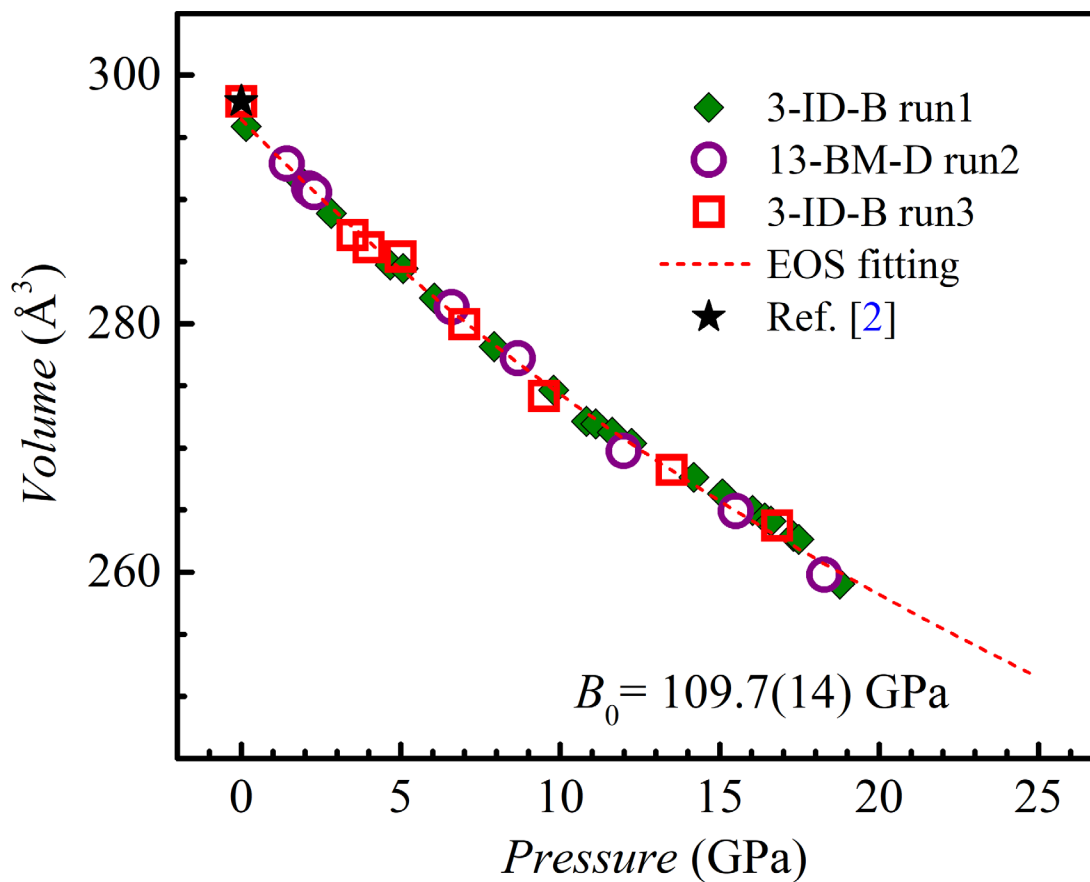 300
280
260
Volume (Å³)
3-ID-B run1
13-BM-D run2
3-ID-B run3
EOS fitting
Ref. [2]
B₀= 109.7(14) GPa
0 5 10 15 20 25
Pressure (GPa)